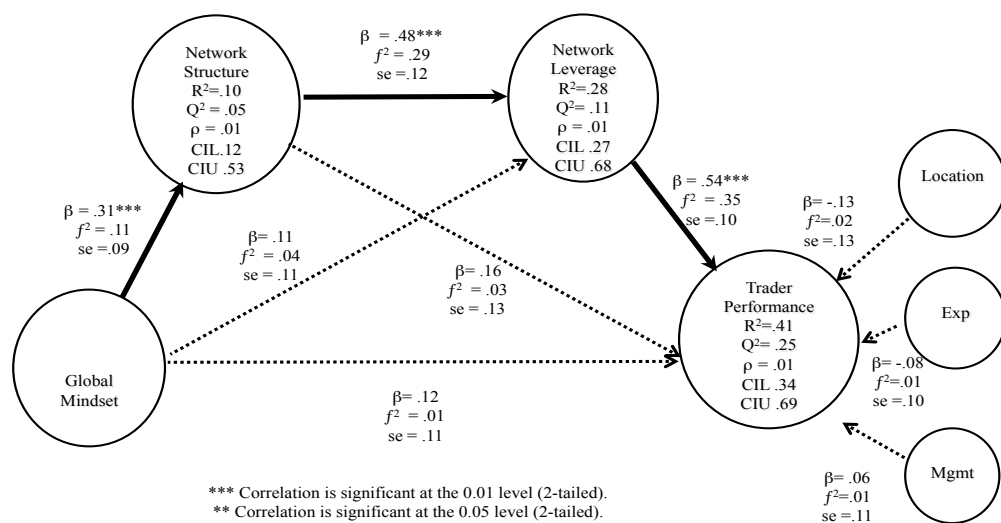 Network
Structure
R²=.10
Q² = .05
ρ = .01
CIL.12
CIU .53
β = .48***
f² = .29
se =.12
Network
Leverage
R²=.28
Q² = .11
ρ = .01
CIL .27
CIU .68
β = .31***
f² = .11
se =.09
β= .11
f² = .04
se = .11
β= .16
f² = .03
se = .13
β = .54***
f² = .35
se = .10
β= -.13
f²=.02
se =.13
Location
Global
Mindset
β= .12
f² = .01
se = .11
Trader
Performance
R²=.41
Q²= .25
ρ = .01
CIL .34
CIU .69
β= -.08
f²=.01
se =.10
Exp
β= .06
f²=.01
se =.11
Mgmt
*** Correlation is significant at the 0.01 level (2-tailed).
** Correlation is significant at the 0.05 level (2-tailed).